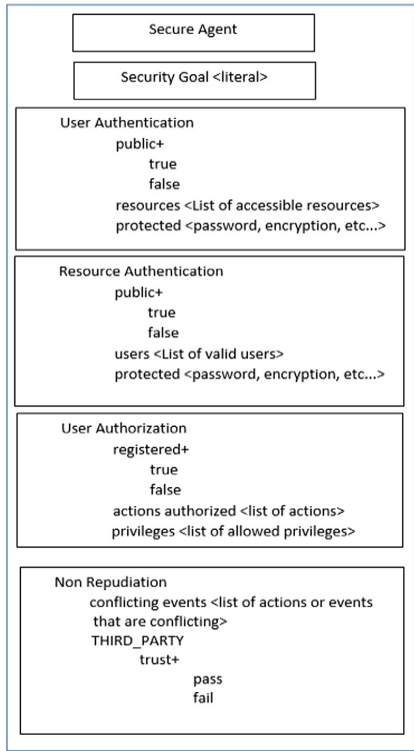 Secure Agent
Security Goal <literal>
User Authentication
public+
true
false
resources <List of accessible resources>
protected <password, encryption, etc...>
Resource Authentication
public+
true
false
users <List of valid users>
protected <password, encryption, etc...>
User Authorization
registered+
true
false
actions authorized <list of actions>
privileges <list of allowed privileges>
Non Repudiation
conflicting events <list of actions or events
that are conflicting>
THIRD_PARTY
trust+
pass
fail